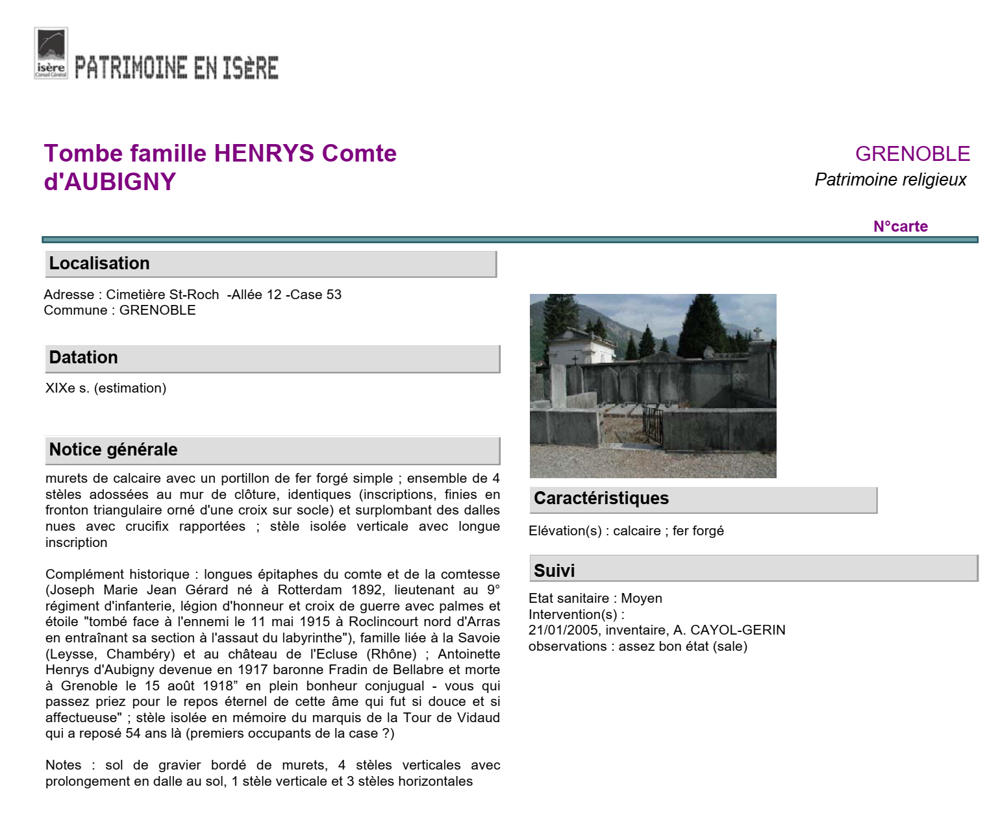 isère
Conseil Général
PATRIMOINE EN ISÈRE
Tombe famille HENRYS Comte
d'AUBIGNY
GRENOBLE
Patrimoine religieux
N°carte
Localisation
Adresse : Cimetière St-Roch -Allée 12 -Case 53
Commune : GRENOBLE
Datation
XIXe s. (estimation)
Notice générale
murets de calcaire avec un portillon de fer forgé simple ; ensemble de 4
stèles adossées au mur de clôture, identiques (inscriptions, finies en
fronton triangulaire orné d'une croix sur socle) et surplombant des dalles
nues avec crucifix rapportées ; stèle isolée verticale avec longue
inscription
Complément historique : longues épitaphes du comte et de la comtesse
(Joseph Marie Jean Gérard né à Rotterdam 1892, lieutenant au 9°
régiment d'infanterie, légion d'honneur et croix de guerre avec palmes et
étoile "tombé face à l'ennemi le 11 mai 1915 à Roclincourt nord d'Arras
en entraînant sa section à l'assaut du labyrinthe"), famille liée à la Savoie
(Leysse, Chambéry) et au château de l'Ecluse (Rhône) ; Antoinette
Henrys d'Aubigny devenue en 1917 baronne Fradin de Bellabre et morte
à Grenoble le 15 août 1918” en plein bonheur conjugual - vous qui
passez priez pour le repos éternel de cette âme qui fut si douce et si
affectueuse" ; stèle isolée en mémoire du marquis de la Tour de Vidaud
qui a reposé 54 ans là (premiers occupants de la case ?)
Notes : sol de gravier bordé de murets, 4 stèles verticales avec
prolongement en dalle au sol, 1 stèle verticale et 3 stèles horizontales
Caractéristiques
Elévation(s) : calcaire ; fer forgé
Suivi
Etat sanitaire : Moyen
Intervention(s) :
21/01/2005, inventaire, A. CAYOL-GERIN
observations : assez bon état (sale)